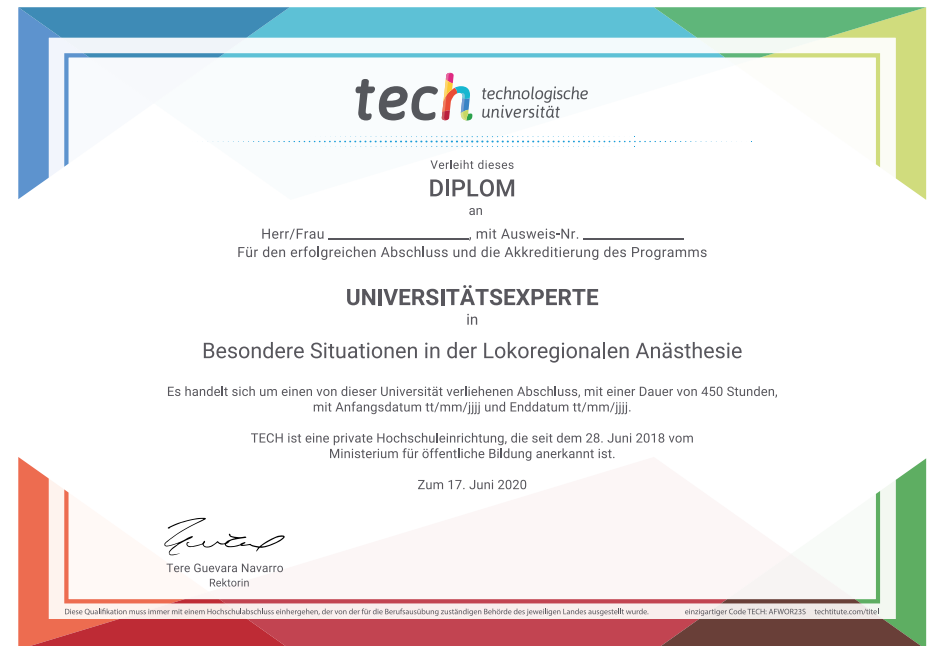 tech technologische
universität
Verleiht dieses
DIPLOM
an
Herr/Frau ____________________, mit Ausweis-Nr. ______________
Für den erfolgreichen Abschluss und die Akkreditierung des Programms
UNIVERSITÄTSEXPERTE
in
Besondere Situationen in der Lokoregionalen Anästhesie
Es handelt sich um einen von dieser Universität verliehenen Abschluss, mit einer Dauer von 450 Stunden,
mit Anfangsdatum tt/mm/jjjj und Enddatum tt/mm/jjjj.
TECH ist eine private Hochschuleinrichtung, die seit dem 28. Juni 2018 vom
Ministerium für öffentliche Bildung anerkannt ist.
Zum 17. Juni 2020
Tere Guevara Navarro
Rektorin
Diese Qualifikation muss immer mit einem Hochschulabschluss einhergehen, der von der für die Berufsausübung zuständigen Behörde des jeweiligen Landes ausgestellt wurde. einzigartiger Code TECH: AFWOR23S techtitute.com/titel